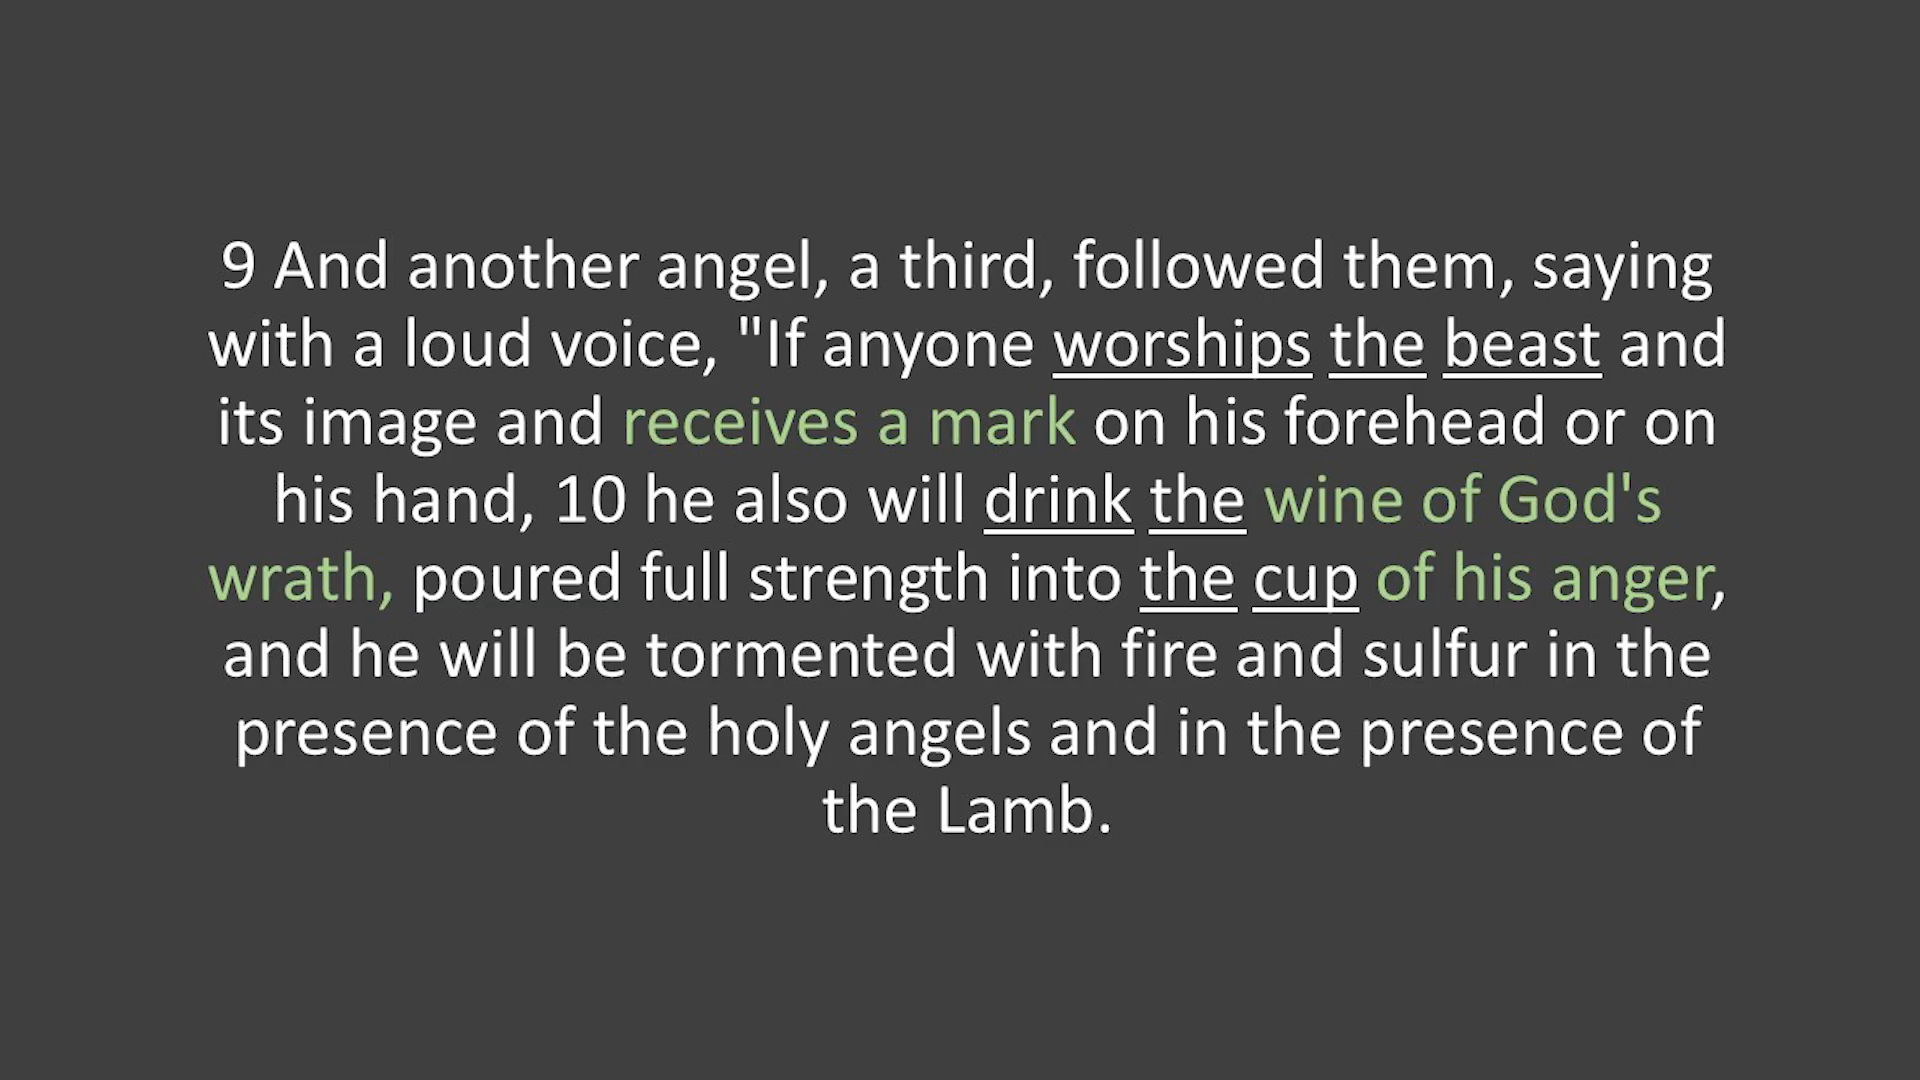 9 And another angel, a third, followed them, saying
with a loud voice, "If anyone worships the beast and
its image and receives a mark on his forehead or on
his hand, 10 he also will drink the wine of God's
wrath, poured full strength into the cup of his anger,
and he will be tormented with fire and sulfur in the
presence of the holy angels and in the presence of
the Lamb.